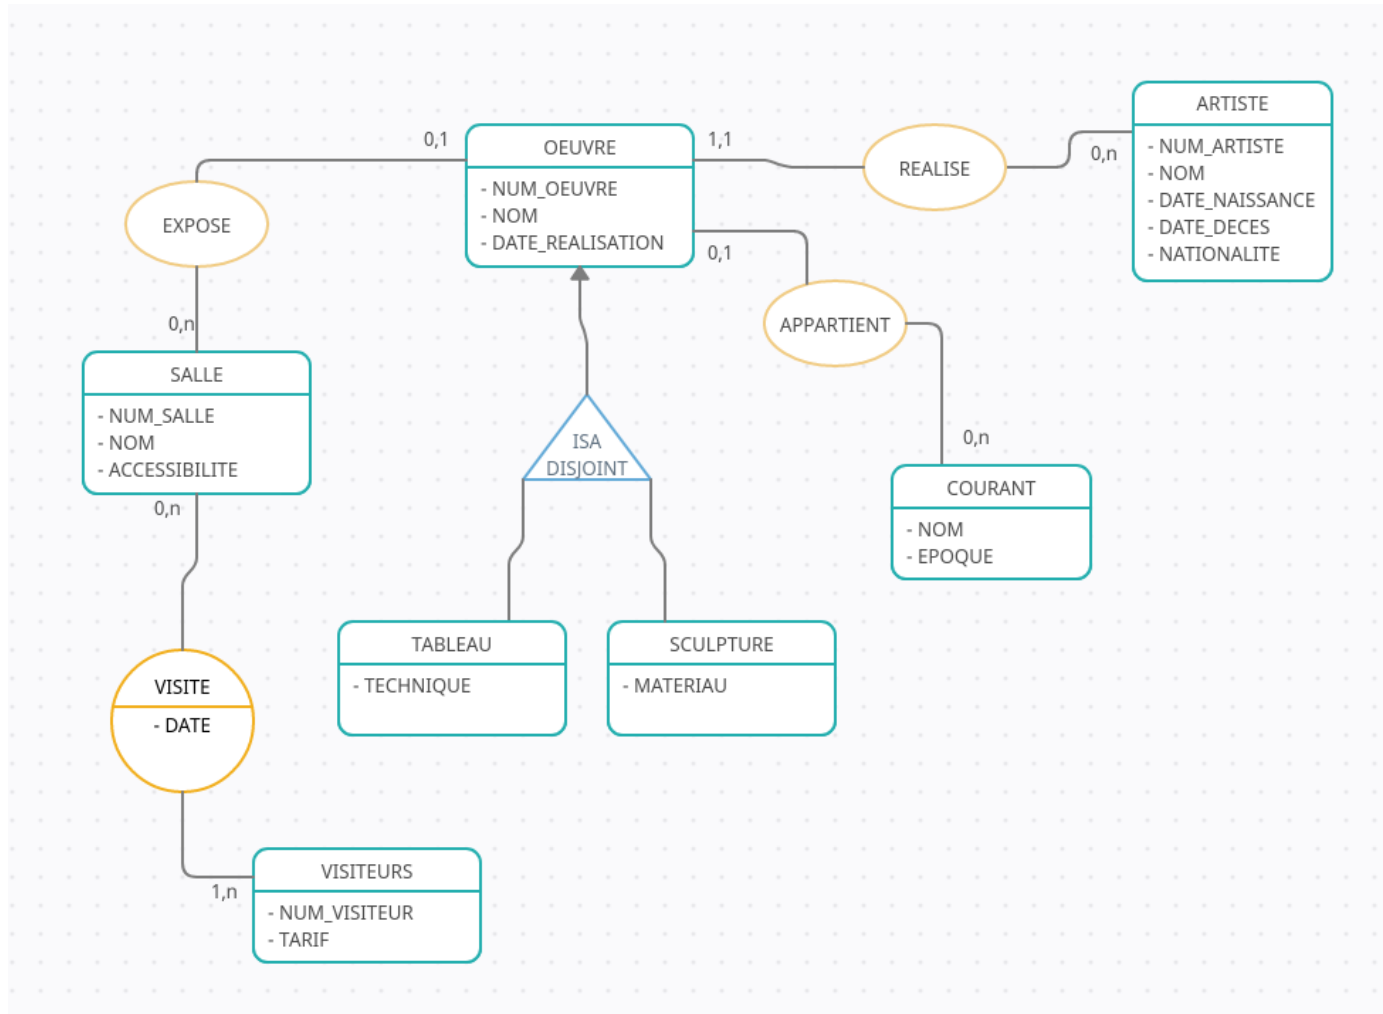 ARTISTE
- NUM_ARTISTE
- NOM
- DATE_NAISSANCE
- DATE_DECES
- NATIONALITE
0,n
REALISE
1,1
0,1
OEUVRE
- NUM_OEUVRE
- NOM
- DATE_REALISATION
0,1
EXPOSE
0,n
APPARTIENT
0,n
SALLE
- NUM_SALLE
- NOM
- ACCESSIBILITE
0,n
ISA
DISJOINT
COURANT
- NOM
- EPOQUE
TABLEAU
- TECHNIQUE
SCULPTURE
- MATERIAU
VISITE
- DATE
1,n
VISITEURS
- NUM_VISITEUR
- TARIF